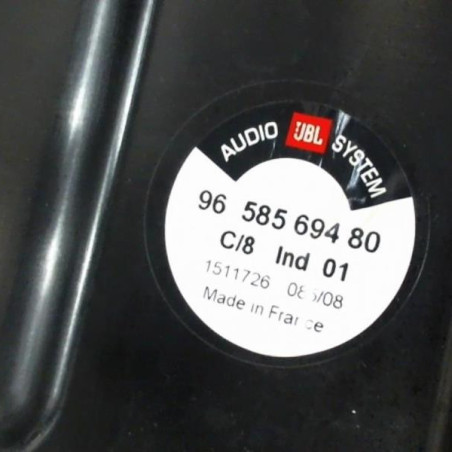 AUDIO JBL SYSTEM
96 585 694 80
C/8 Ind 01
1511726
Made in France